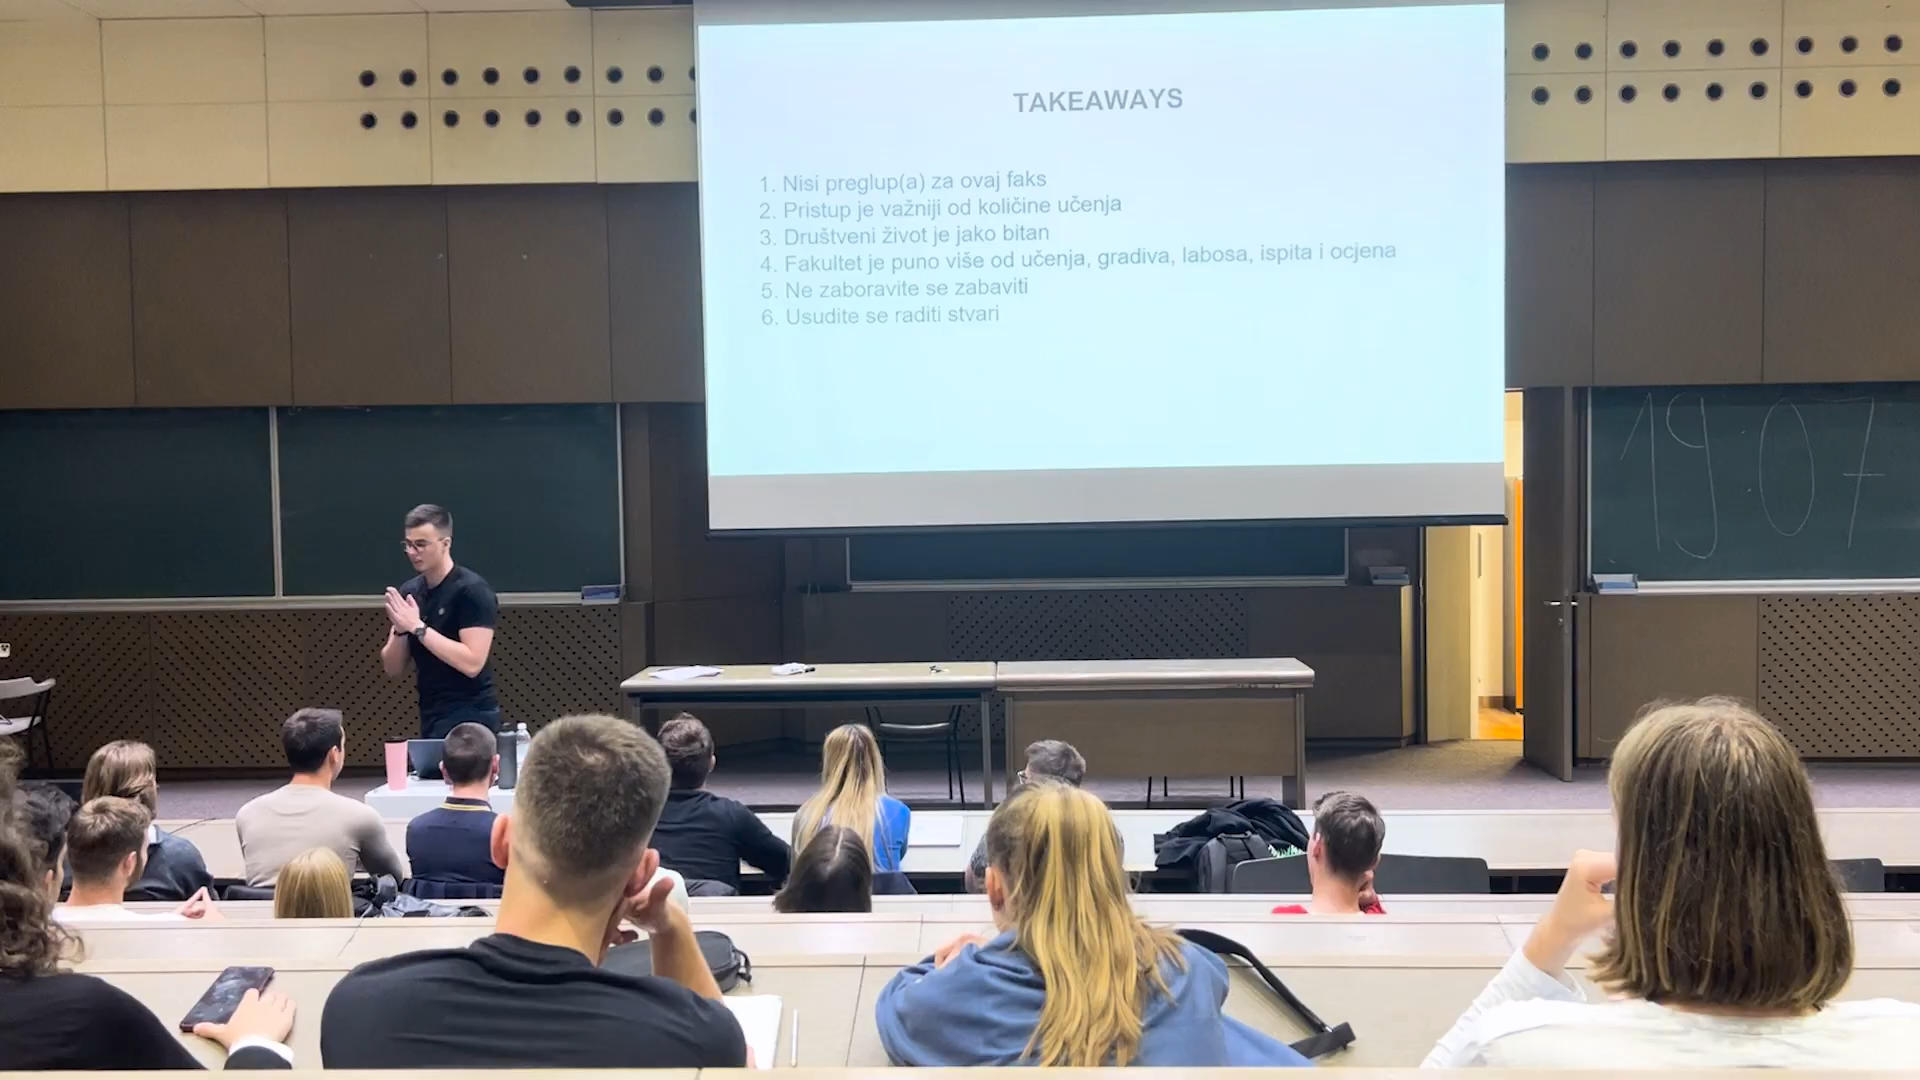 TAKEAWAYS
1. Nisi preglup(a) za ovaj faks
2. Pristup je važniji od količine učenja
3. Društveni život je jako bitan
4. Fakultet je puno više od učenja, gradiva, labosa, ispita i ocjena
5. Ne zaboravite se zabaviti
6. Usudite se raditi stvari
19:07